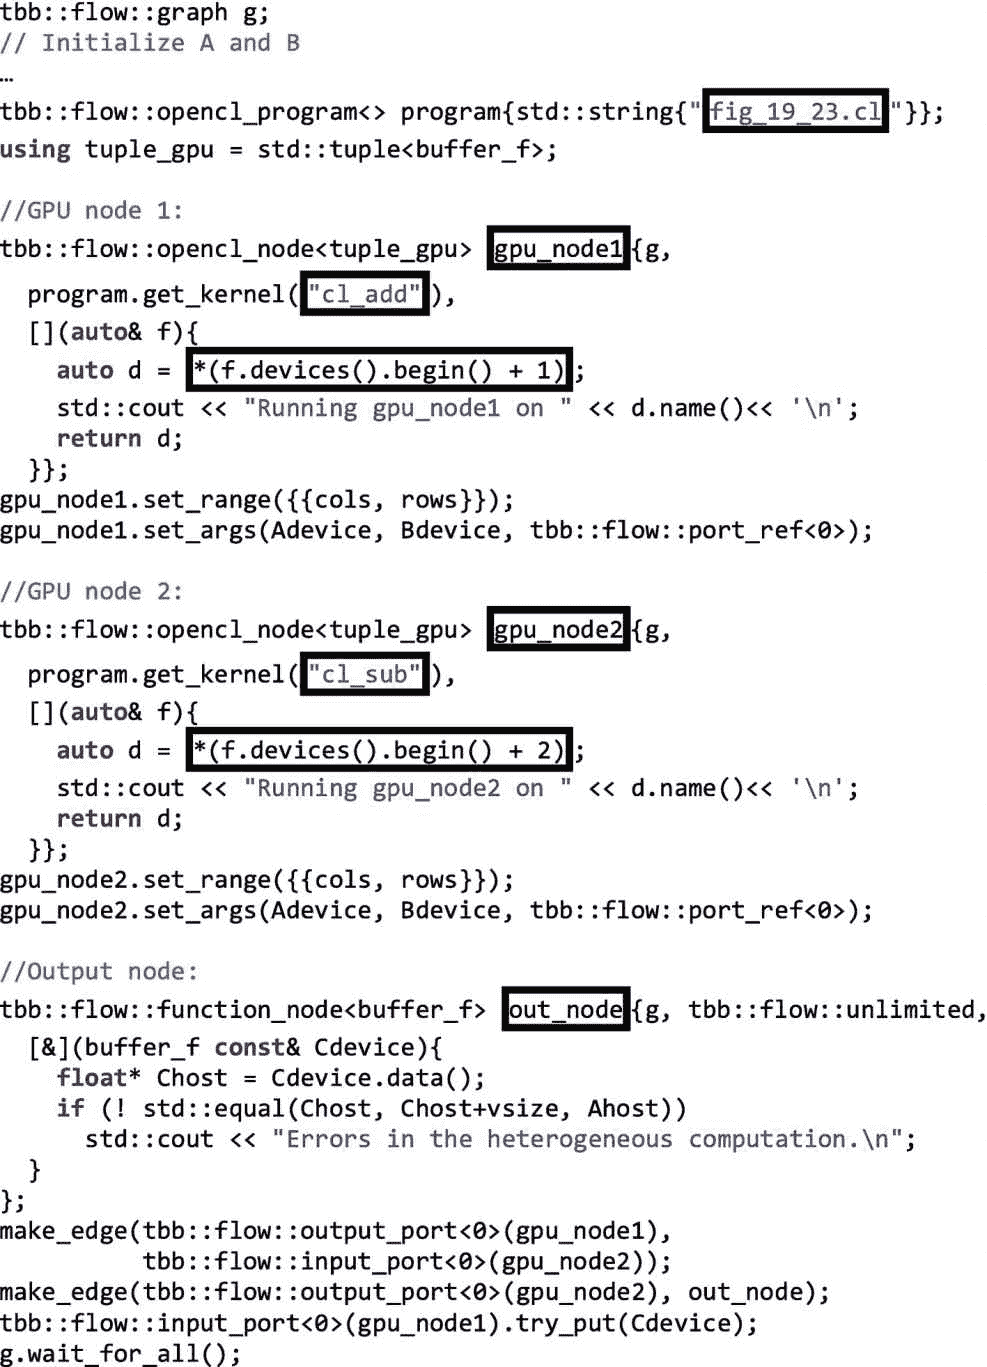 tbb::flow::graph g;
// Initialize A and B
…
tbb::flow::opencl_program<> program{std::string{"fig_19_23.cl"}};
using tuple_gpu = std::tuple<buffer_f>;

//GPU node 1:
tbb::flow::opencl_node<tuple_gpu> gpu_node1{g,
  program.get_kernel("cl_add"),
  [](auto& f){
    auto d = *(f.devices().begin() + 1);
    std::cout << "Running gpu_node1 on " << d.name()<< '\n';
    return d;
  }};
gpu_node1.set_range({{cols, rows}});
gpu_node1.set_args(Adevice, Bdevice, tbb::flow::port_ref<0>);

//GPU node 2:
tbb::flow::opencl_node<tuple_gpu> gpu_node2{g,
  program.get_kernel("cl_sub"),
  [](auto& f){
    auto d = *(f.devices().begin() + 2);
    std::cout << "Running gpu_node2 on " << d.name()<< '\n';
    return d;
  }};
gpu_node2.set_range({{cols, rows}});
gpu_node2.set_args(Adevice, Bdevice, tbb::flow::port_ref<0>);

//Output node:
tbb::flow::function_node<buffer_f> out_node{g, tbb::flow::unlimited,
  [&](buffer_f const& Cdevice){
    float* Chost = Cdevice.data();
    if (! std::equal(Chost, Chost+vsize, Ahost))
      std::cout << "Errors in the heterogeneous computation.\n";
  }
};
make_edge(tbb::flow::output_port<0>(gpu_node1),
          tbb::flow::input_port<0>(gpu_node2));
make_edge(tbb::flow::output_port<0>(gpu_node2), out_node);
tbb::flow::input_port<0>(gpu_node1).try_put(Cdevice);
g.wait_for_all();